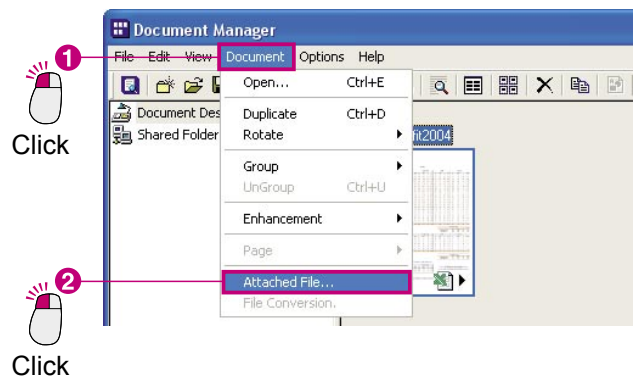 Document Manager
File Edit View Document Options Help
1
Click
Open... Ctrl+E
Document Des
Duplicate Ctrl+D
Shared Folder
Rotate
fit2004
Group
UnGroup Ctrl+U
Enhancement
Page
2
Attached File...
File Conversion.
Click